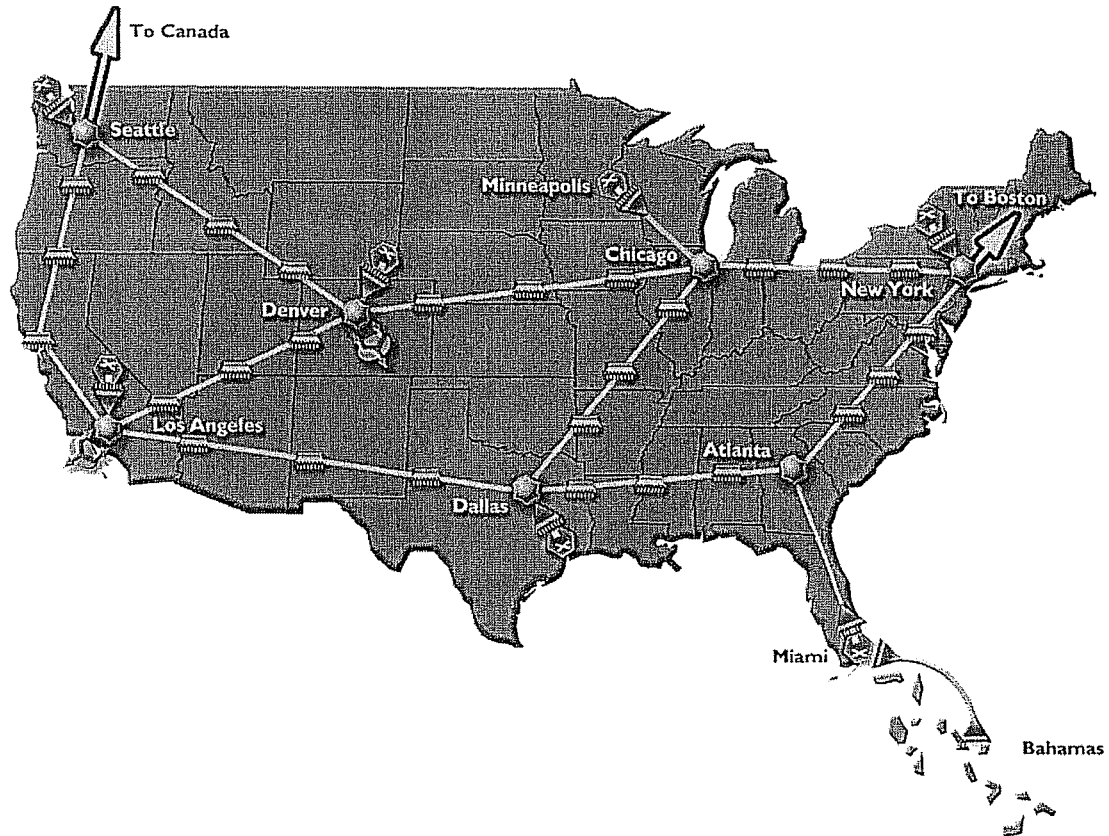 To Canada
Seattle
Minneapolis
To Boston
Chicago
New York
Denver
Los Angeles
Atlanta
Dallas
Miami
Bahamas